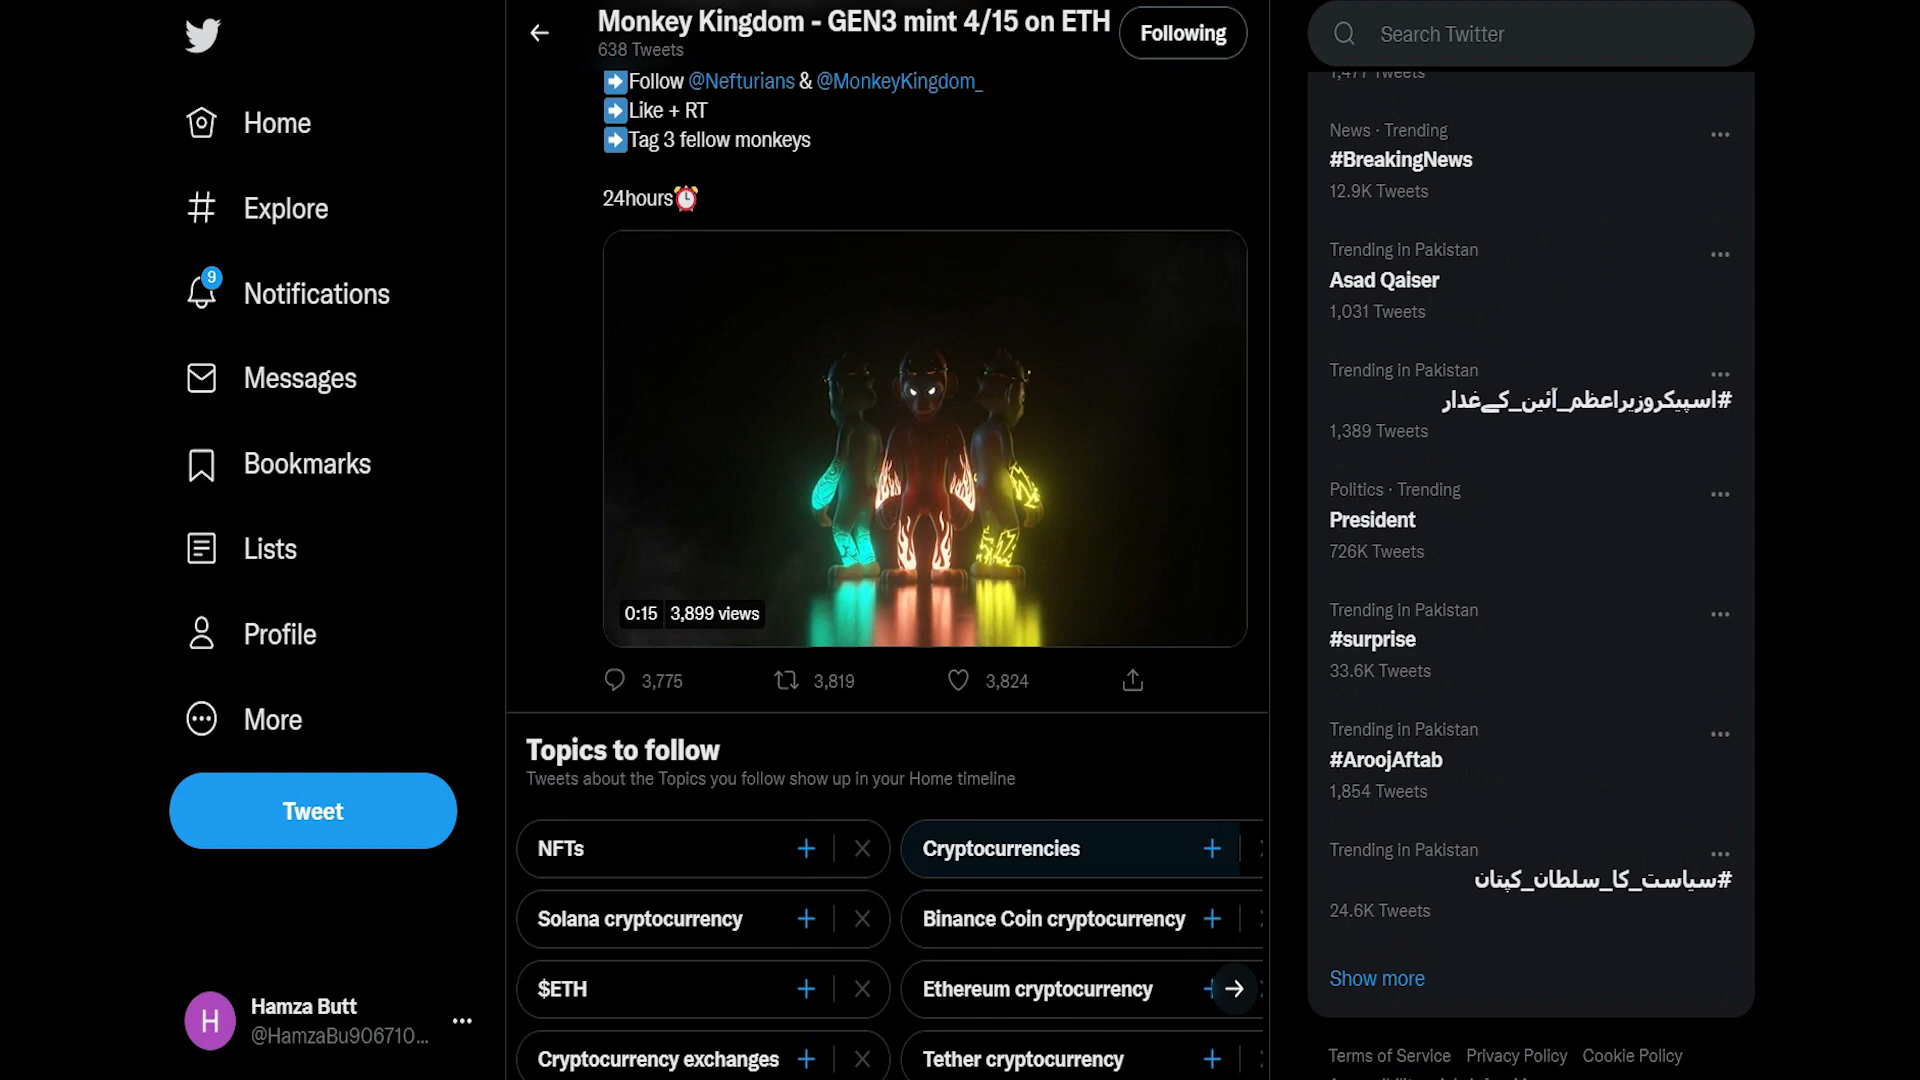 Home
Explore
9
Notifications
Messages
Bookmarks
Lists
Profile
More
Tweet
H
Hamza Butt
@HamzaBu906710...
Monkey Kingdom - GEN3 mint 4/15 on ETH
638 Tweets
Following
Follow @Nefturians & @MonkeyKingdom_
Like + RT
Tag 3 fellow monkeys
24hours
0:15 3,899 views
3,775 3,819 3,824
Topics to follow
Tweets about the Topics you follow show up in your Home timeline
NFTs
Cryptocurrencies
Solana cryptocurrency
Binance Coin cryptocurrency
$ETH
Ethereum cryptocurrency
Cryptocurrency exchanges
Tether cryptocurrency
Search Twitter
1,477 Tweets
News · Trending
#BreakingNews
12.9K Tweets
Trending in Pakistan
Asad Qaiser
1,031 Tweets
Trending in Pakistan
#اسپیکروزیراعظم_آئین_کےغدار
1,389 Tweets
Politics · Trending
President
726K Tweets
Trending in Pakistan
#surprise
33.6K Tweets
Trending in Pakistan
#AroojAftab
1,854 Tweets
Trending in Pakistan
#سیاست_کا_سلطان_کپتان
24.6K Tweets
Show more
Terms of Service Privacy Policy Cookie Policy